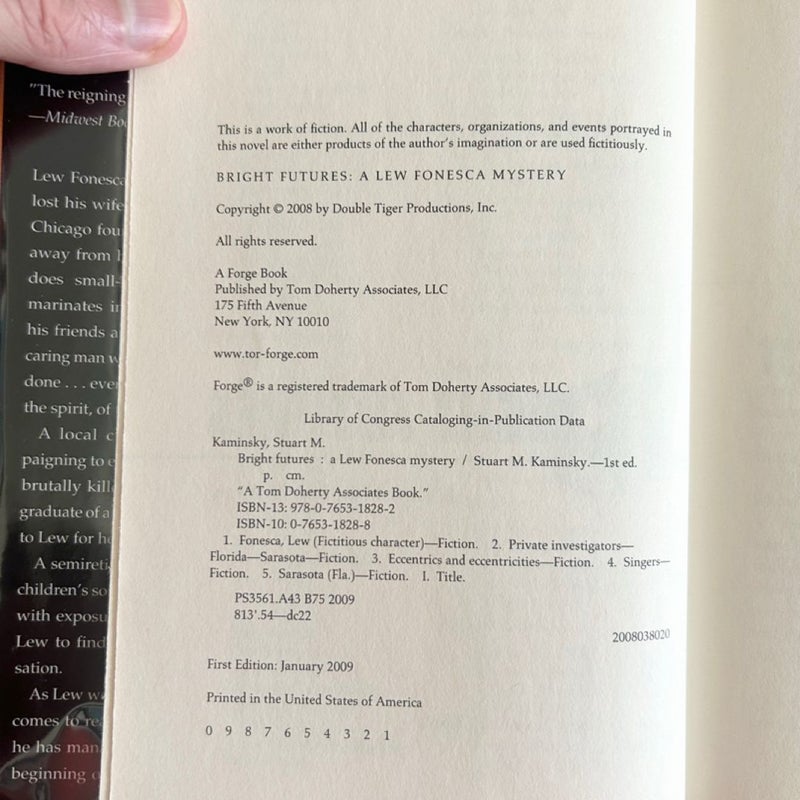 "The reigning
—Midwest Bo
Lew Fonesca
lost his wife
Chicago fou
away from
does small-
marinates in
his friends a
caring man w
done . . . eve
the spirit, of
A local c
paigning to e
brutally kill
graduate of a
to Lew for he
A semireti
children's so
with exposu
Lew to find
sation.
As Lew w
comes to re
he has man
beginning o
This is a work of fiction. All of the characters, organizations, and events portrayed in
this novel are either products of the author's imagination or are used fictitiously.
BRIGHT FUTURES: A LEW FONESCA MYSTERY
Copyright © 2008 by Double Tiger Productions, Inc.
All rights reserved.
A Forge Book
Published by Tom Doherty Associates, LLC
175 Fifth Avenue
New York, NY 10010
www.tor-forge.com
Forge® is a registered trademark of Tom Doherty Associates, LLC.
Library of Congress Cataloging-in-Publication Data
Kaminsky, Stuart M.
Bright futures : a Lew Fonesca mystery / Stuart M. Kaminsky.—1st ed.
p. cm.
"A Tom Doherty Associates Book."
ISBN-13: 978-0-7653-1828-2
ISBN-10: 0-7653-1828-8
1. Fonesca, Lew (Fictitious character)—Fiction. 2. Private investigators—
Florida—Sarasota—Fiction. 3. Eccentrics and eccentricities—Fiction. 4. Singers—
Fiction. 5. Sarasota (Fla.)—Fiction. I. Title.
PS3561.A43 B75 2009
813'.54—dc22
2008038020
First Edition: January 2009
Printed in the United States of America
0 9 8 7 6 5 4 3 2 1